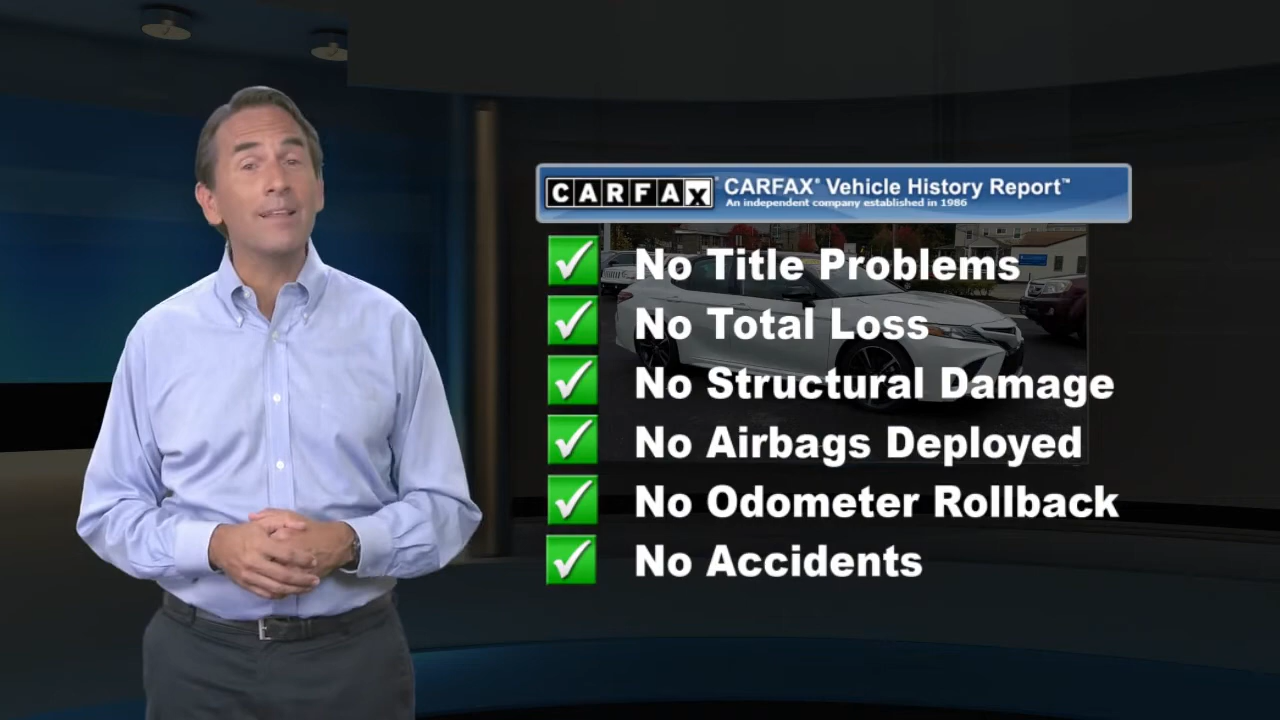 CARFAX® CARFAX® Vehicle History Report™
An independent company established in 1986
No Title Problems
No Total Loss
No Structural Damage
No Airbags Deployed
No Odometer Rollback
No Accidents